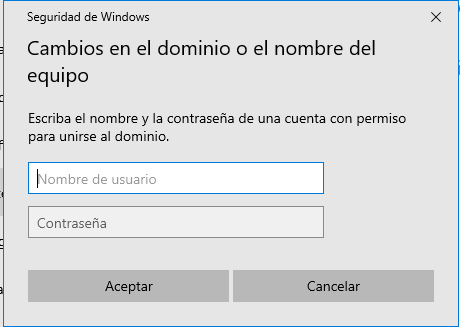 Seguridad de Windows
Cambios en el dominio o el nombre del
equipo
Escriba el nombre y la contraseña de una cuenta con permiso
para unirse al dominio.
Nombre de usuario
Contraseña
Aceptar
Cancelar